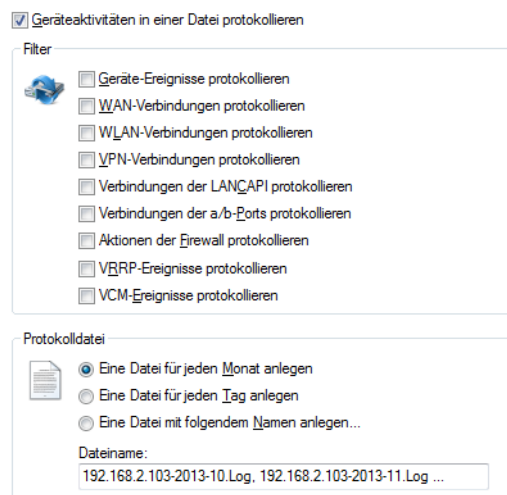 Geräteaktivitäten in einer Datei protokollieren
Filter
Geräte-Ereignisse protokollieren
WAN-Verbindungen protokollieren
WLAN-Verbindungen protokollieren
VPN-Verbindungen protokollieren
Verbindungen der LANCAPI protokollieren
Verbindungen der a/b-Ports protokollieren
Aktionen der Firewall protokollieren
VRRP-Ereignisse protokollieren
VCM-Ereignisse protokollieren
Protokolldatei
Eine Datei für jeden Monat anlegen
Eine Datei für jeden Tag anlegen
Eine Datei mit folgendem Namen anlegen...
Dateiname:
192.168.2.103-2013-10.Log, 192.168.2.103-2013-11.Log ...